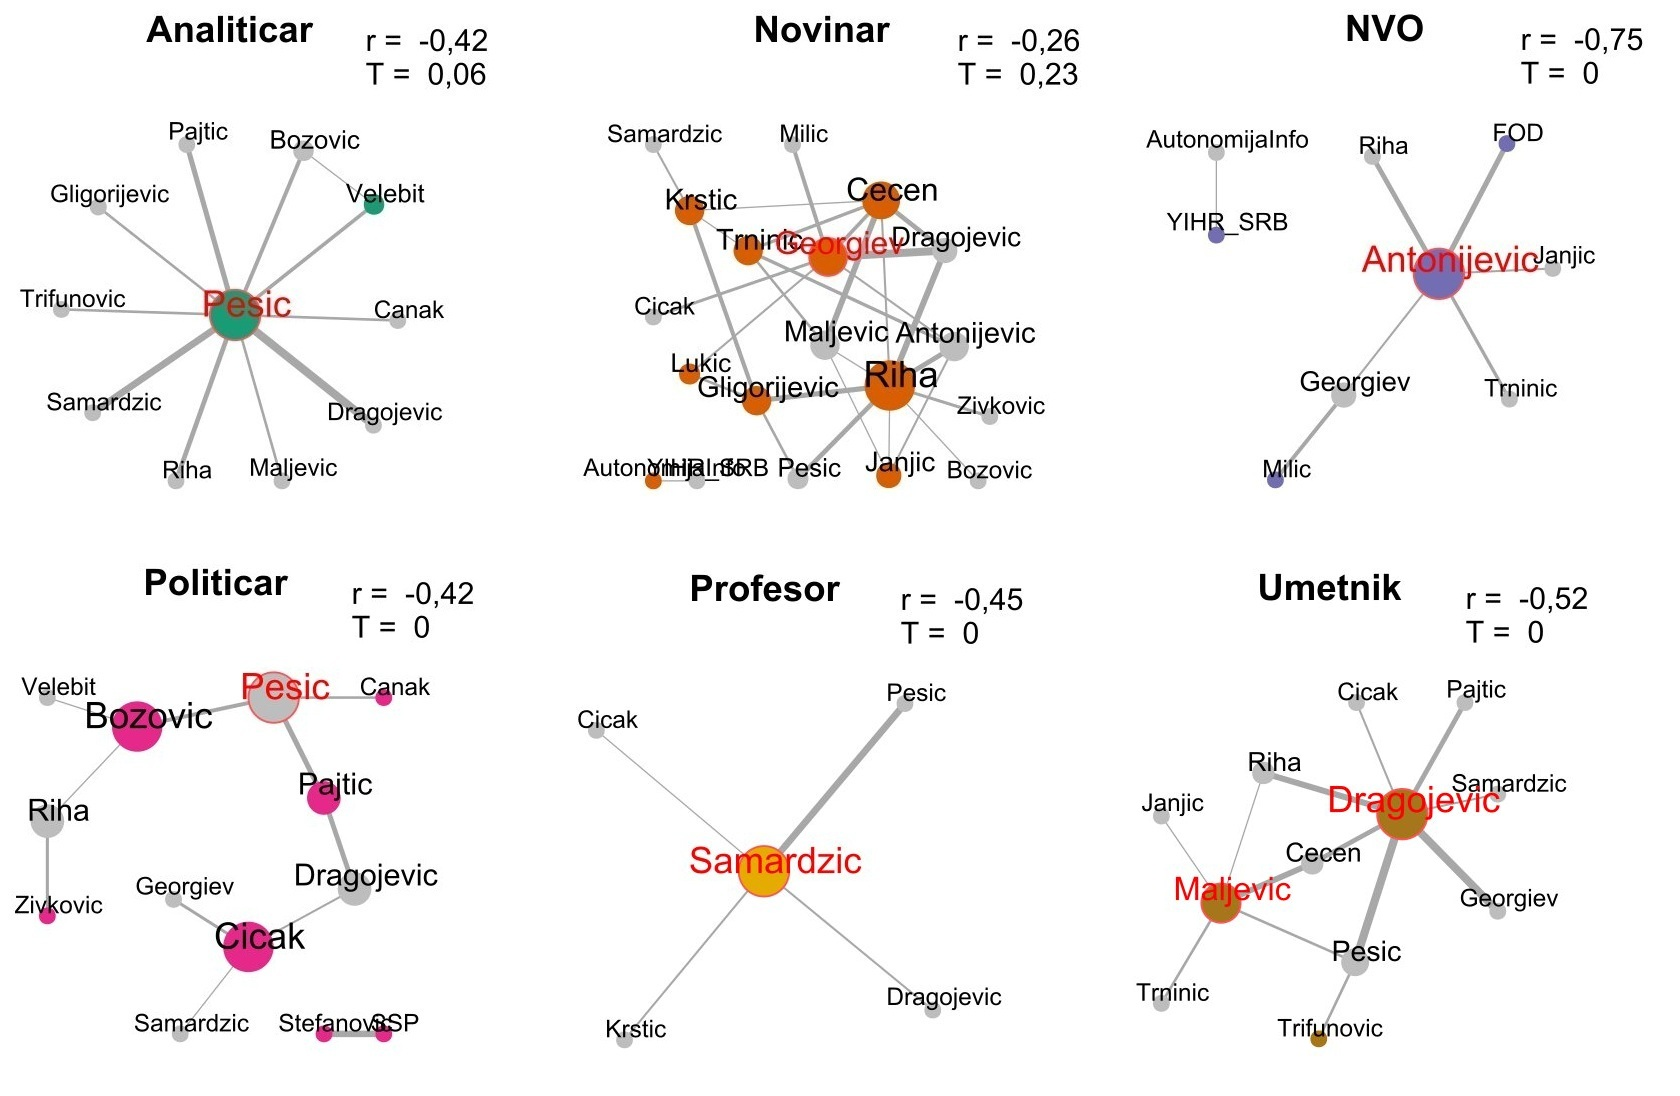 Analiticar
r = -0,42
T = 0,06
Pajtic
Bozovic
Gligorijevic
Velebit
Pesic
Trifunovic
Canak
Samardzic
Dragojevic
Riha
Maljevic
Novinar
r = -0,26
T = 0,23
Samardzic
Milic
Krstic
Cecen
Trninic
Georgiev
Dragojevic
Cicak
Maljevic
Antonijevic
Lukic
Gligorijevic
Riha
Zivkovic
AutonomijaInfo
YIHR_SRB
Pesic
Janjic
Bozovic
NVO
r = -0,75
T = 0
AutonomijaInfo
Riha
FOD
YIHR_SRB
Antonijevic
Janjic
Georgiev
Trninic
Milic
Politicar
r = -0,42
T = 0
Velebit
Pesic
Canak
Bozovic
Pajtic
Riha
Dragojevic
Georgiev
Zivkovic
Cicak
Samardzic
Stefanovic
SSP
Profesor
r = -0,45
T = 0
Pesic
Cicak
Samardzic
Dragojevic
Krstic
Umetnik
r = -0,52
T = 0
Cicak
Pajtic
Riha
Samardzic
Janjic
Dragojevic
Cecen
Maljevic
Georgiev
Pesic
Trninic
Trifunovic